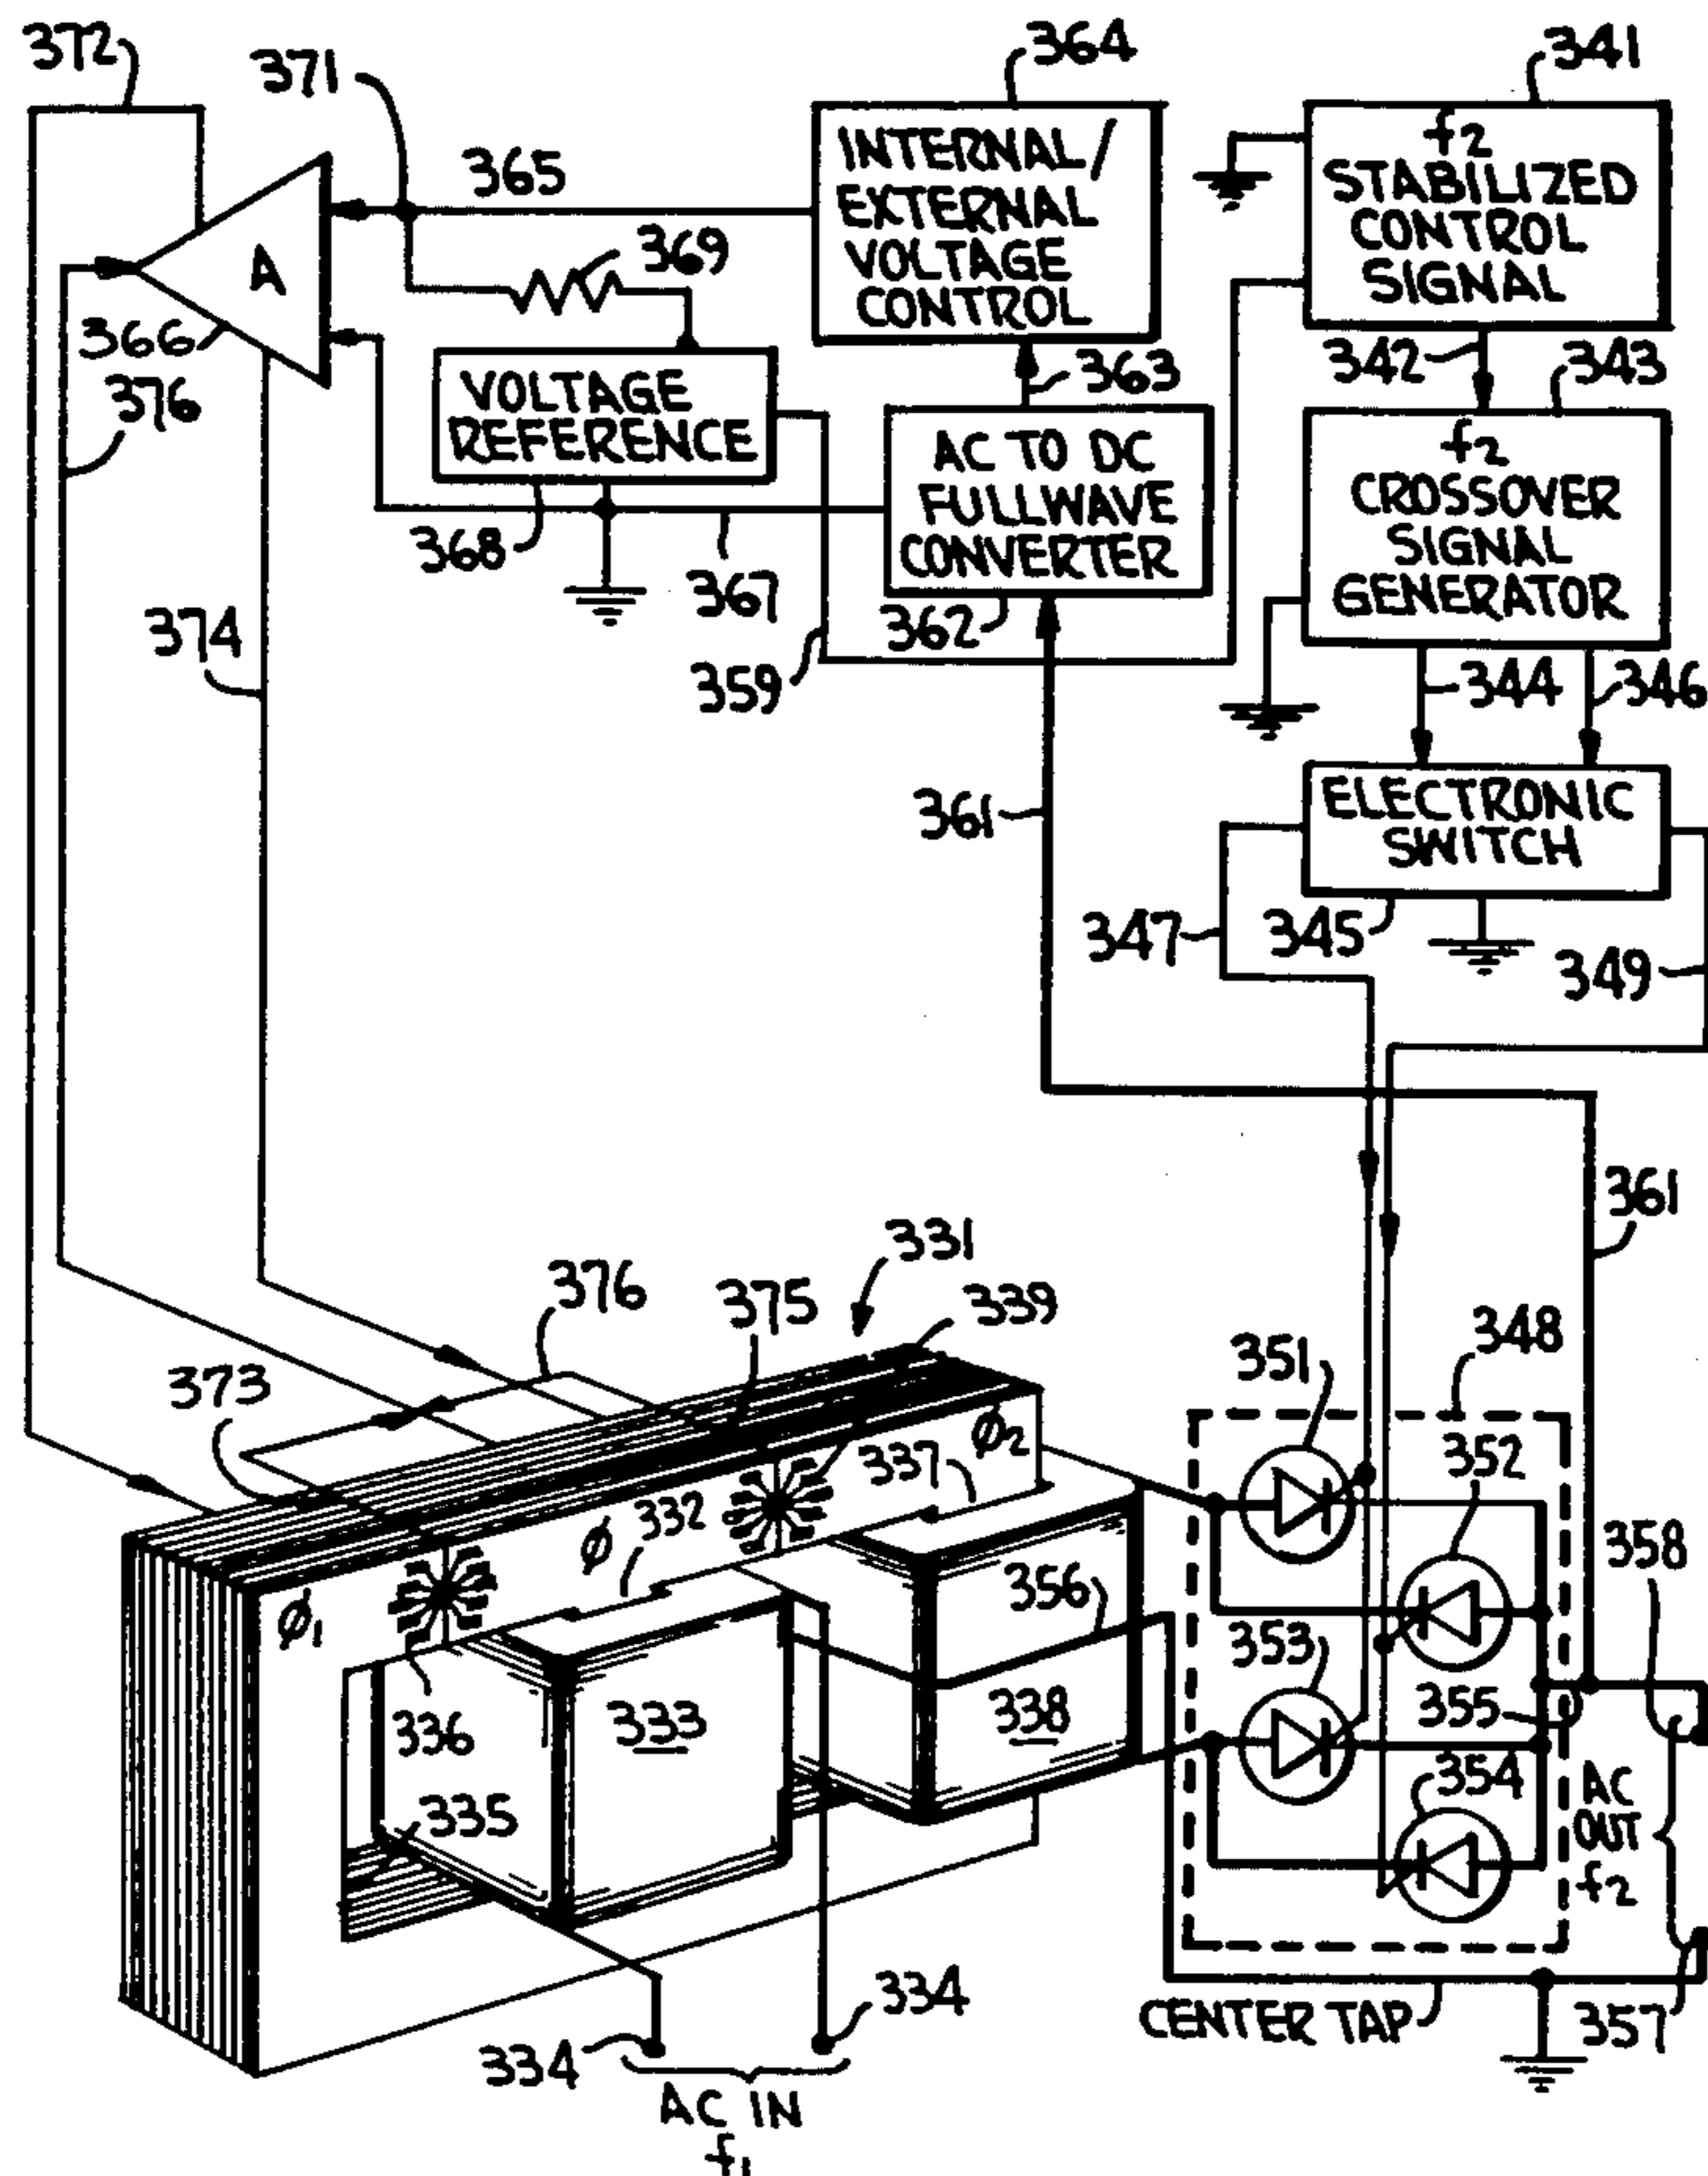 372
371
364
341
INTERNAL/
EXTERNAL
VOLTAGE
CONTROL
f2
STABILIZED
CONTROL
SIGNAL
365
369
A
366
376
342
343
363
VOLTAGE
REFERENCE
AC TO DC
FULLWAVE
CONVERTER
f2
CROSSOVER
SIGNAL
GENERATOR
368
367
362
374
359
344
346
361
ELECTRONIC
SWITCH
347
345
349
361
331
376
375
339
373
348
351
352
ϕ2
337
332
ϕ
ϕ1
358
356
353
336
333
338
355
354
335
AC
OUT
f2
334
334
CENTER TAP
357
AC IN
f1